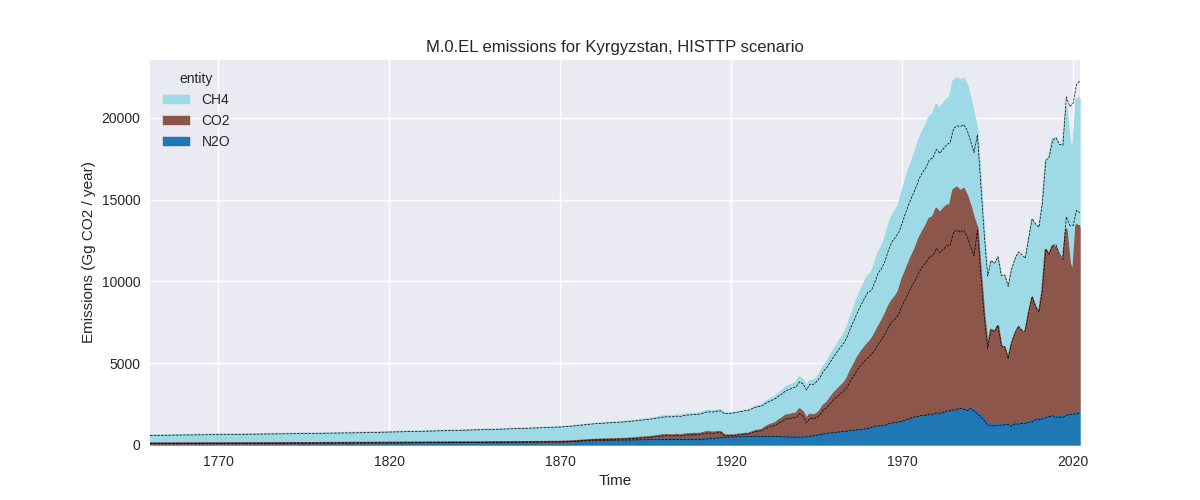 M.0.EL emissions for Kyrgyzstan, HISTTP scenario
entity
CH4
CO2
N2O
20000
15000
10000
5000
0
Emissions (Gg CO2 / year)
1770
1820
1870
1920
1970
2020
Time